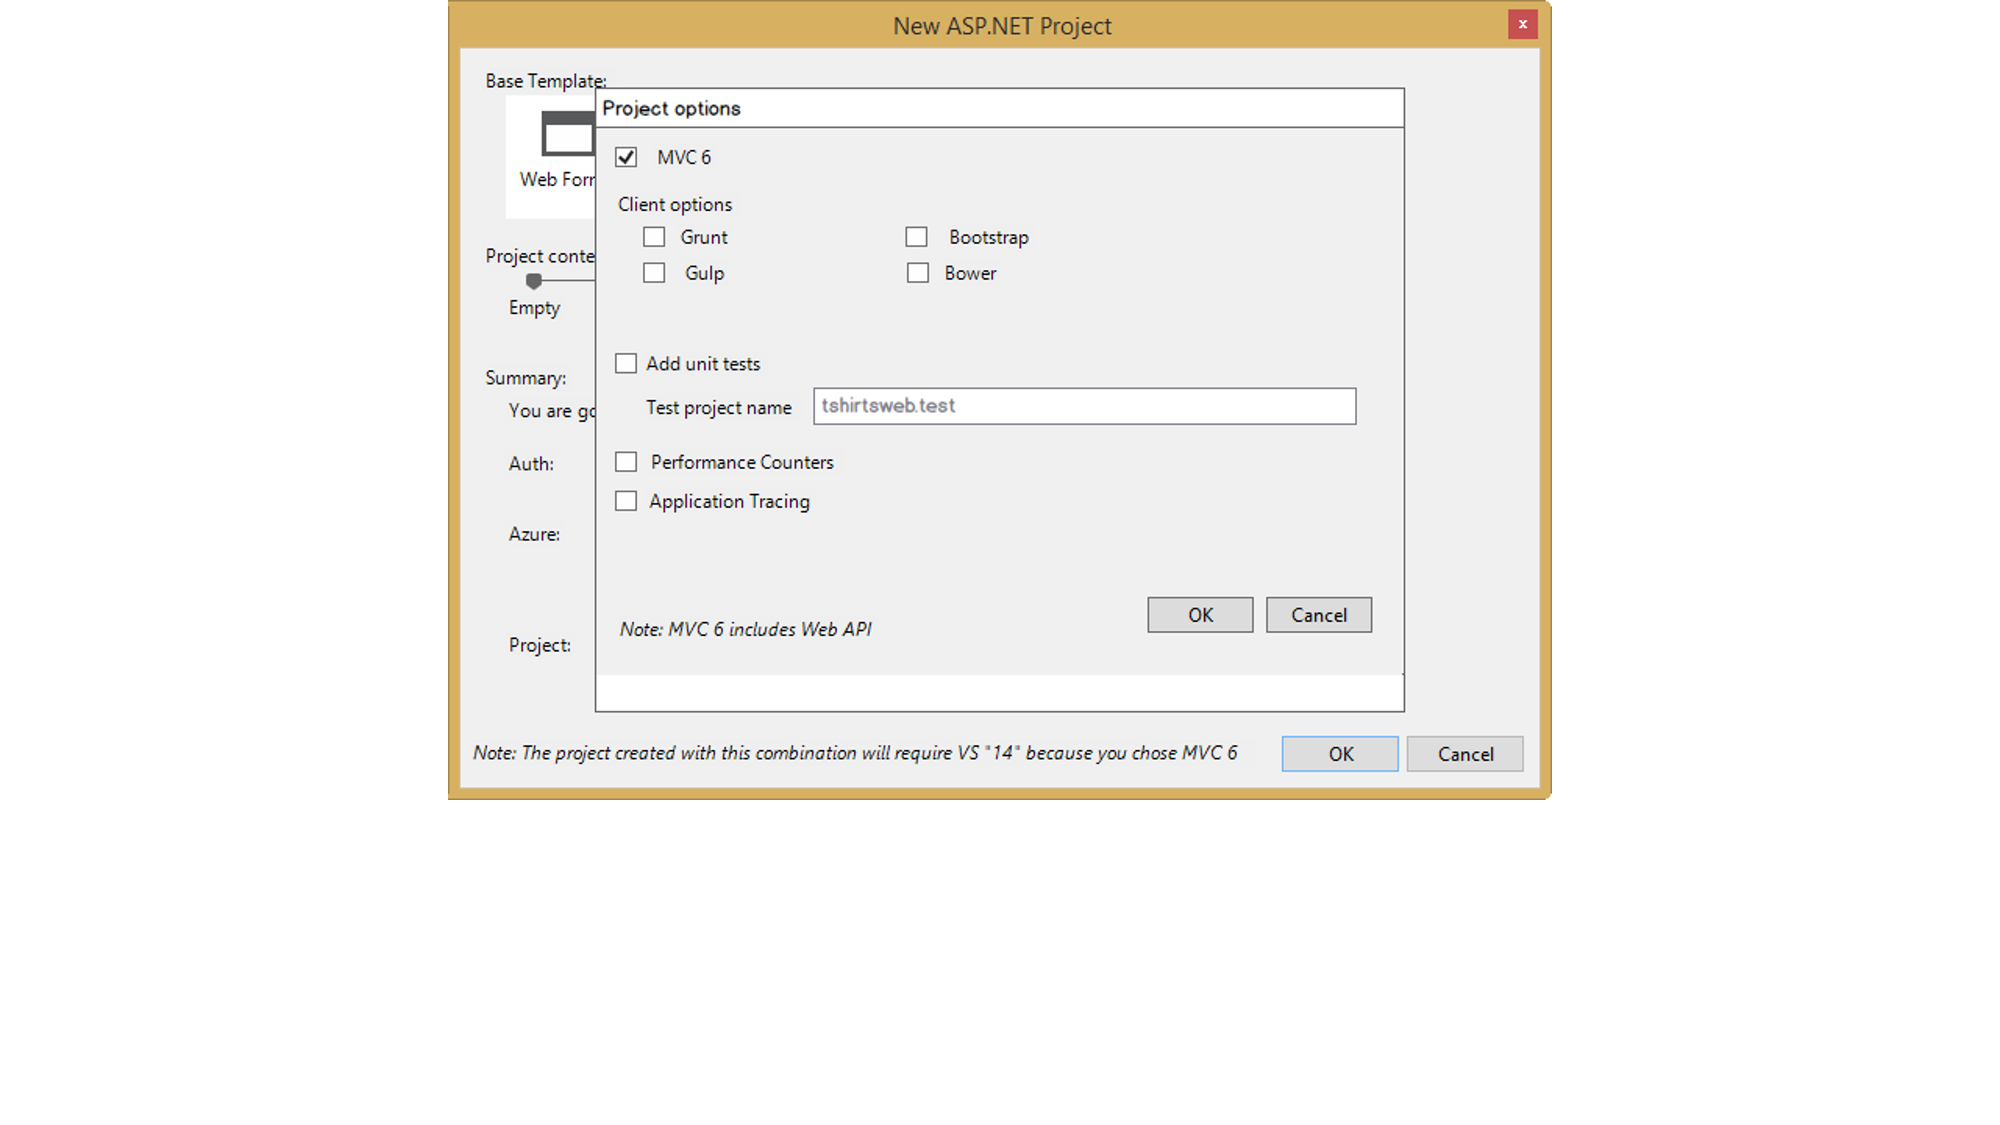 New ASP.NET Project
x
Base Template:
Project options
MVC 6
Web For
Client options
Grunt
Bootstrap
Project conte
Gulp
Bower
Empty
Add unit tests
Summary:
Test project name
tshirtsweb.test
You are go
Auth:
Performance Counters
Application Tracing
Azure:
OK
Cancel
Note: MVC 6 includes Web API
Project:
Note: The project created with this combination will require VS "14" because you chose MVC 6
OK
Cancel